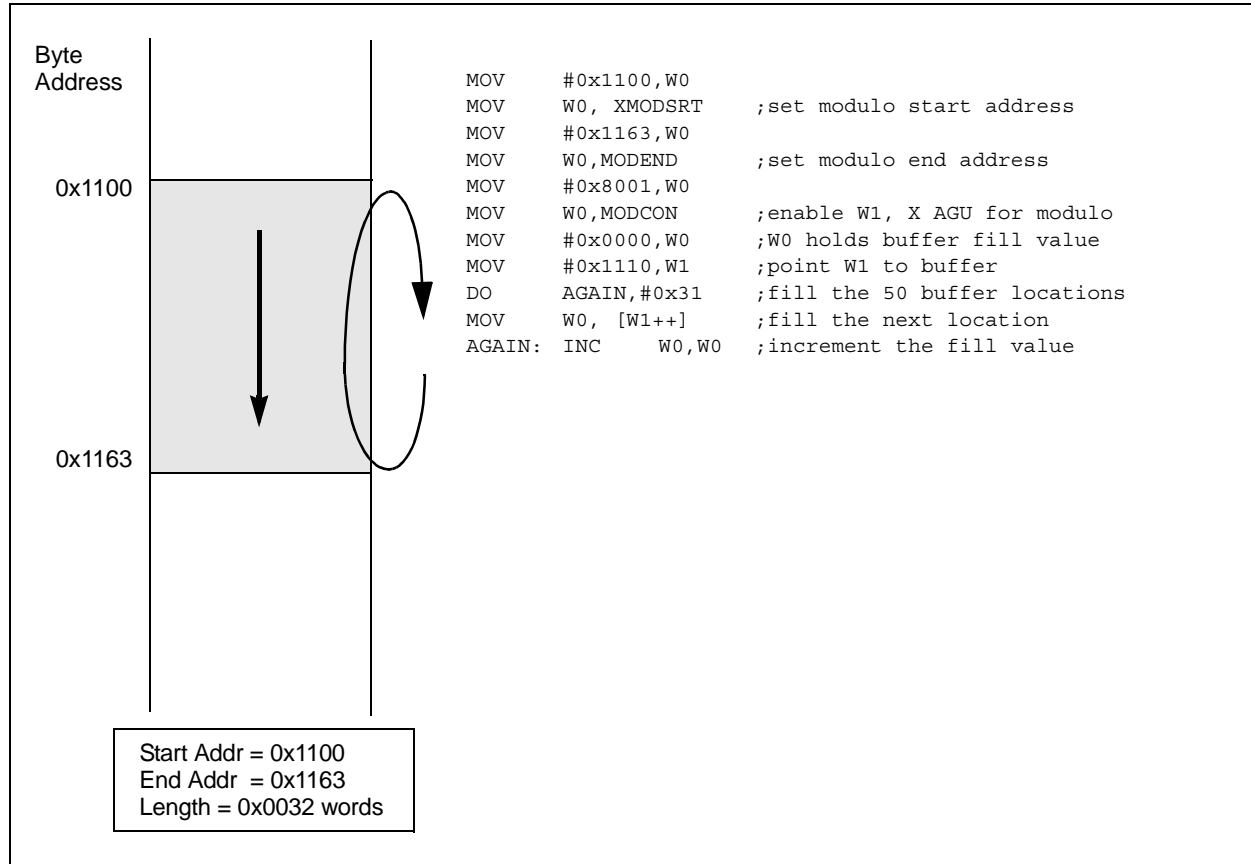 Byte
Address
0x1100
0x1163
MOV #0x1100,W0
MOV W0, XMODSRT ;set modulo start address
MOV #0x1163,W0
MOV W0,MODEND ;set modulo end address
MOV #0x8001,W0
MOV W0,MODCON ;enable W1, X AGU for modulo
MOV #0x0000,W0 ;W0 holds buffer fill value
MOV #0x1110,W1 ;point W1 to buffer
DO AGAIN,#0x31 ;fill the 50 buffer locations
MOV W0, [W1++] ;fill the next location
AGAIN: INC W0,W0 ;increment the fill value
Start Addr = 0x1100
End Addr = 0x1163
Length = 0x0032 words